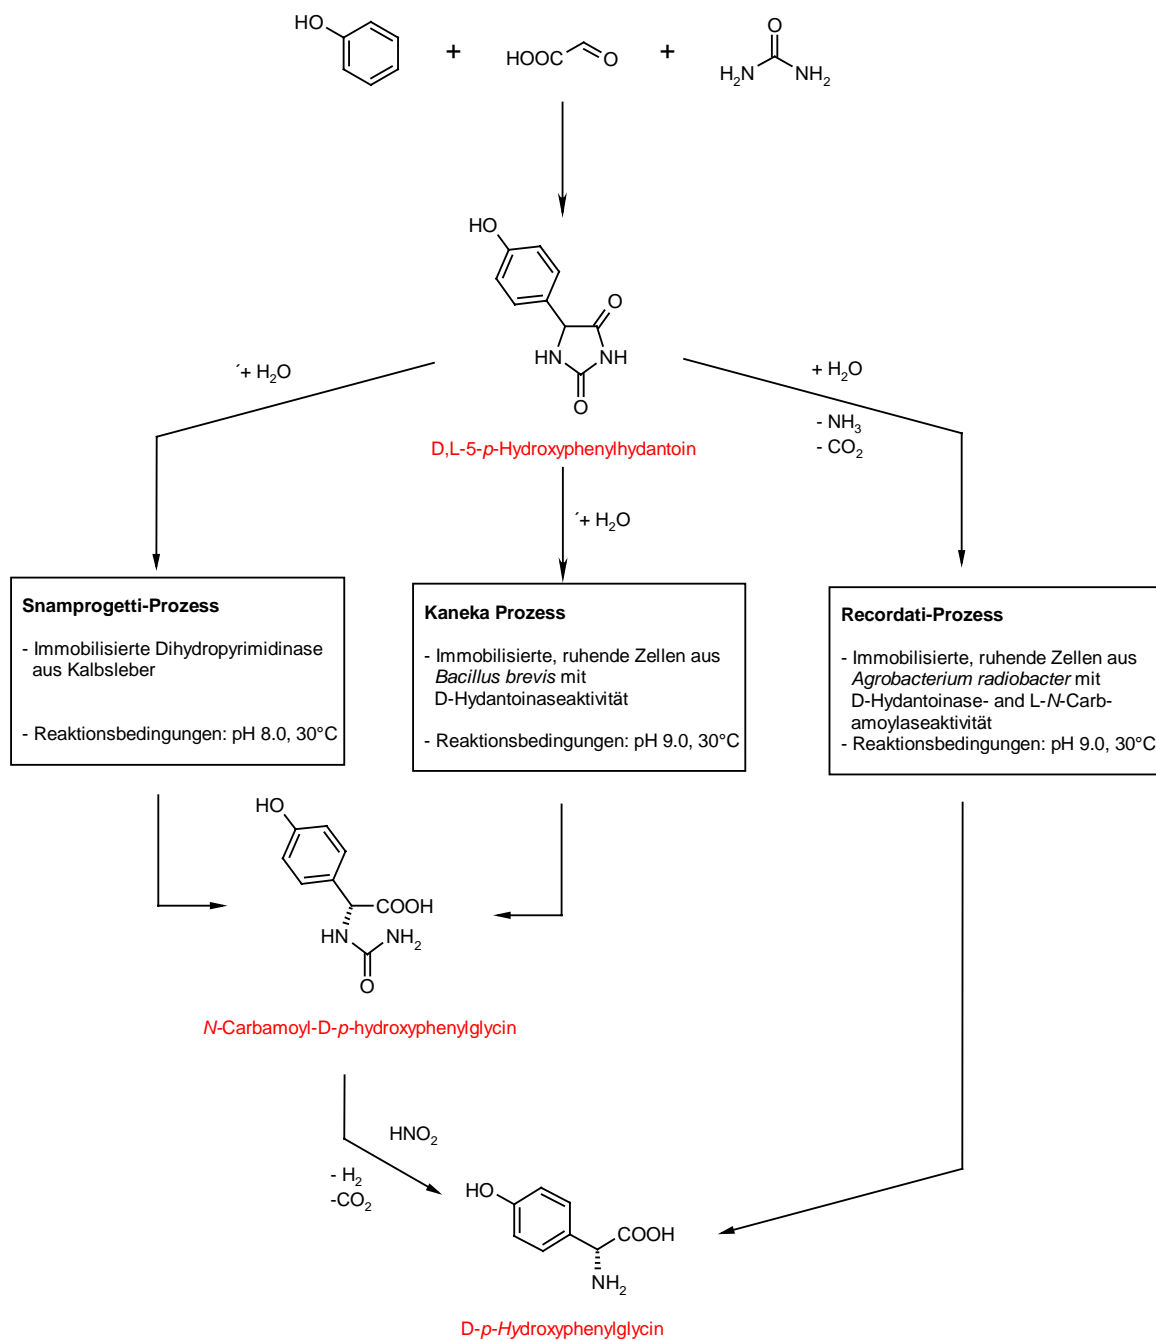 HO
+
HOOC
O
+
O
H2N
NH2
HO
O
HN
NH
O
´+ H2O
+ H2O
- NH3
- CO2
D,L-5-p-Hydroxyphenylhydantoin
´+ H2O
Snamprogetti-Prozess
- Immobilisierte Dihydropyrimidinase
aus Kalbsleber
- Reaktionsbedingungen: pH 8.0, 30°C
Kaneka Prozess
- Immobilisierte, ruhende Zellen aus
Bacillus brevis mit
D-Hydantoinaseaktivität
- Reaktionsbedingungen: pH 9.0, 30°C
Recordati-Prozess
- Immobilisierte, ruhende Zellen aus
Agrobacterium radiobacter mit
D-Hydantoinase- and L-N-Carb-
amoylaseaktivität
- Reaktionsbedingungen: pH 9.0, 30°C
HO
COOH
HN
NH2
O
N-Carbamoyl-D-p-hydroxyphenylglycin
HNO2
- H2
-CO2
HO
COOH
NH2
D-p-Hydroxyphenylglycin